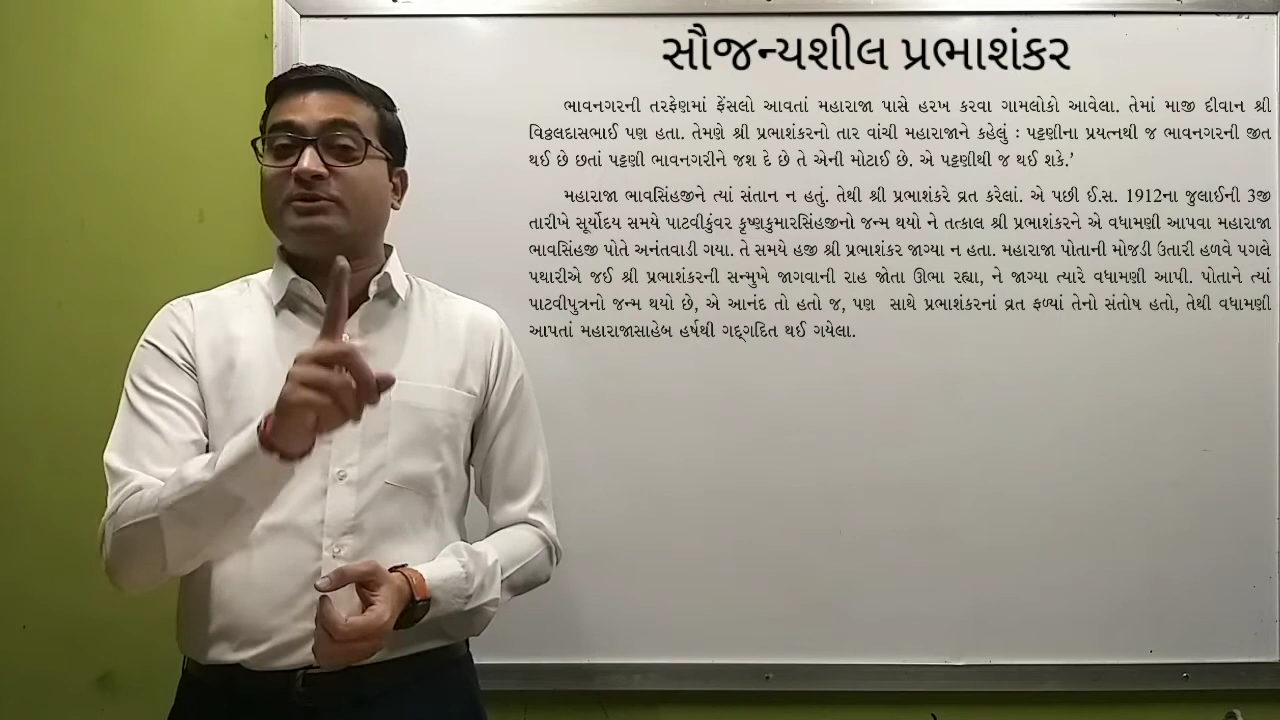 સૌજન્યશીલ પ્રભાશંકર
ભાવનગરની તરફેણમાં ફેંસલો આવતાં મહારાજા પાસે હરખ કરવા ગામલોકો આવેલા. તેમાં માજી દીવાન શ્રી
વિઠ્ઠલદાસભાઈ પણ હતા. તેમણે શ્રી પ્રભાશંકરનો તાર વાંચી મહારાજાને કહેલું : પટ્ટણીના પ્રયત્નથી જ ભાવનગરની જીત
થઈ છે છતાં પટ્ટણી ભાવનગરીને જશ દે છે તે એની મોટાઈ છે. એ પટ્ટણીથી જ થઈ શકે.’
મહારાજા ભાવસિંહજીને ત્યાં સંતાન ન હતું. તેથી શ્રી પ્રભાશંકરે વ્રત કરેલાં. એ પછી ઈ.સ. 1912ના જુલાઈની 3જી
તારીખે સૂર્યોદય સમયે પાટવીકુંવર કૃષ્ણકુમારસિંહજીનો જન્મ થયો ને તત્કાલ શ્રી પ્રભાશંકરને એ વધામણી આપવા મહારાજા
ભાવસિંહજી પોતે અનંતવાડી ગયા. તે સમયે હજી શ્રી પ્રભાશંકર જાગ્યા ન હતા. મહારાજા પોતાની મોજડી ઉતારી હળવે પગલે
પથારીએ જઈ શ્રી પ્રભાશંકરની સન્મુખે જાગવાની રાહ જોતા ઊભા રહ્યા, ને જાગ્યા ત્યારે વધામણી આપી. પોતાને ત્યાં
પાટવીપુત્રનો જન્મ થયો છે, એ આનંદ તો હતો જ, પણ સાથે પ્રભાશંકરનાં વ્રત ફળ્યાં તેનો સંતોષ હતો, તેથી વધામણી
આપતાં મહારાજાસાહેબ હર્ષથી ગદ્ગદિત થઈ ગયેલા.